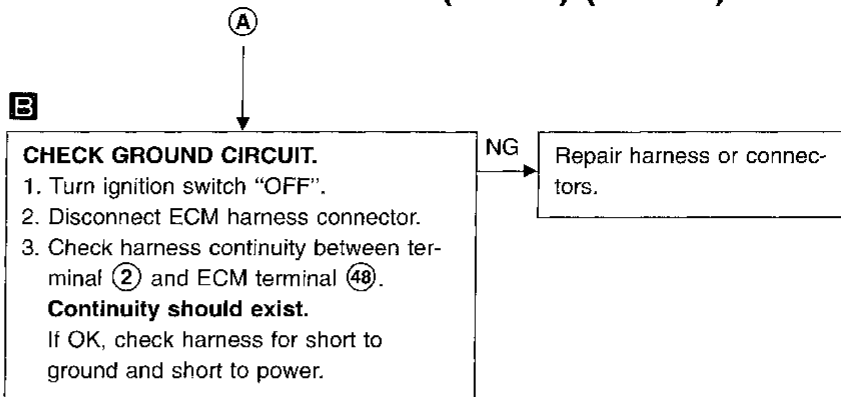 A
B
CHECK GROUND CIRCUIT.
1. Turn ignition switch “OFF”.
2. Disconnect ECM harness connector.
3. Check harness continuity between ter-
minal 2 and ECM terminal 48.
Continuity should exist.
If OK, check harness for short to
ground and short to power.
NG
Repair harness or connec-
tors.